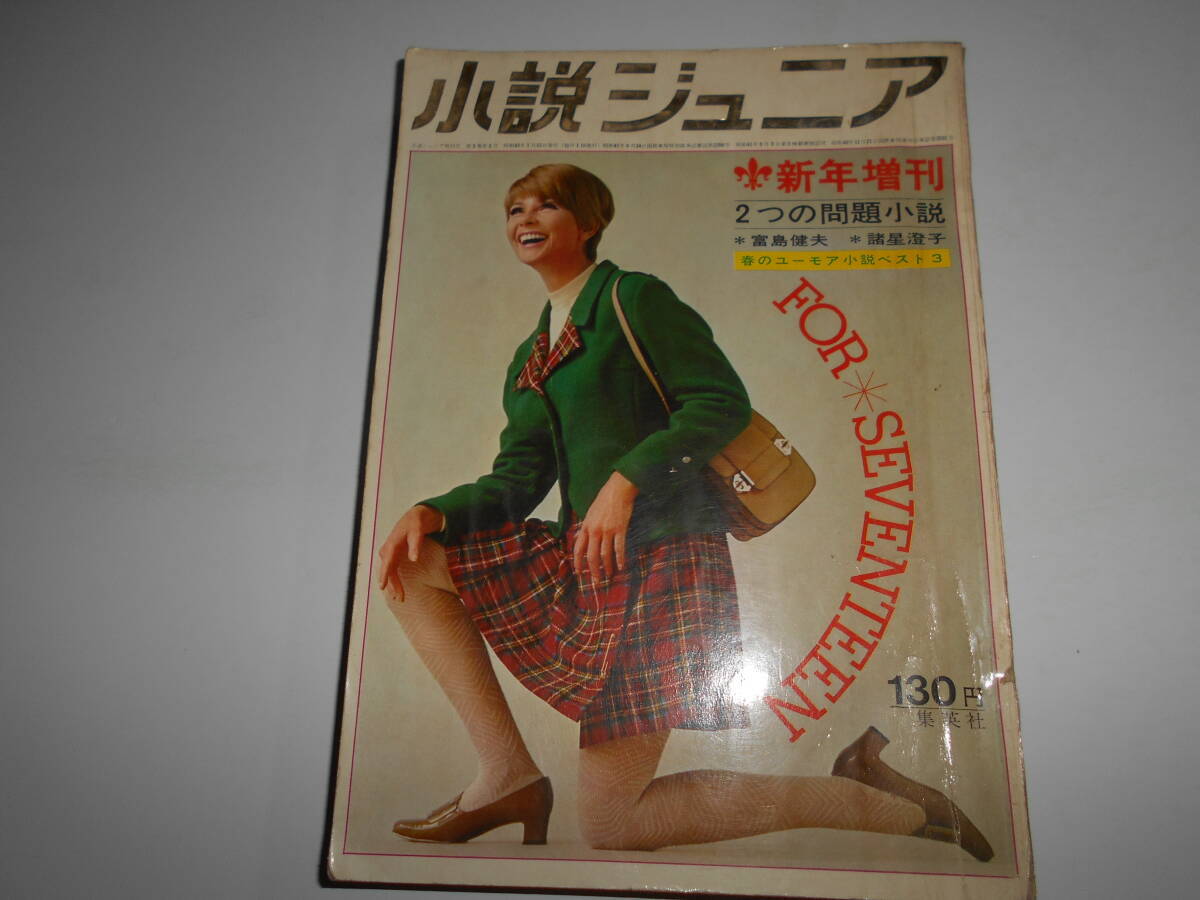 小説ジュニア
新年増刊
2つの問題小説
＊富島健夫 ＊諸星澄子
春のユーモア小説ベスト3
FOR＊SEVENTEEN
130円
集英社